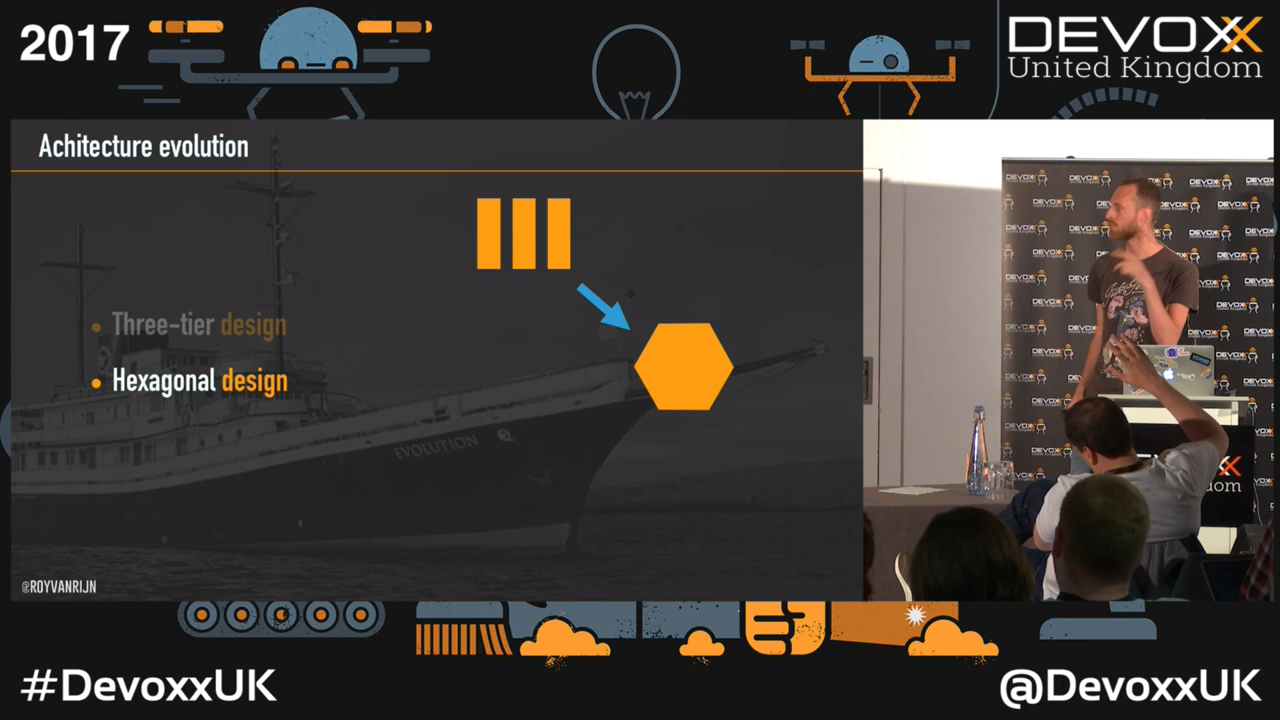 2017
DEVOXX
United Kingdom
Achitecture evolution
• Three-tier design
• Hexagonal design
EVOLUTION
@ROYVANRIJN
#DevoxxUK
@DevoxxUK